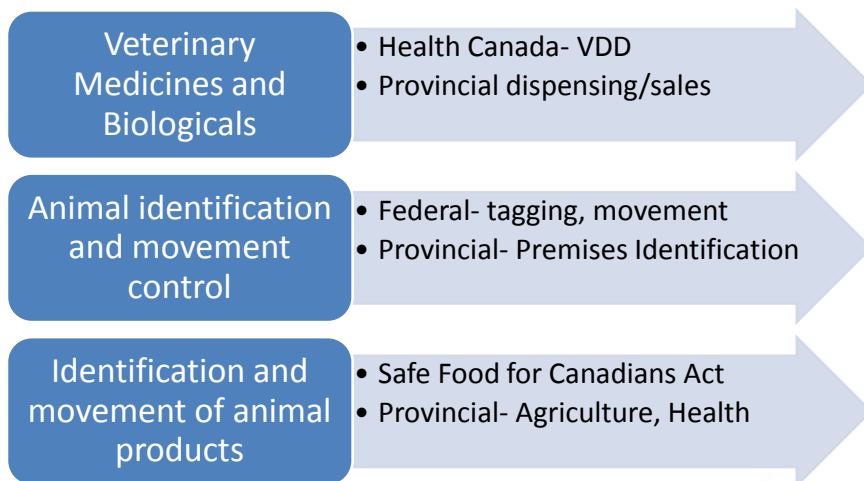 Veterinary
Medicines and
Biologicals
• Health Canada- VDD
• Provincial dispensing/sales
Animal identification
and movement
control
• Federal- tagging, movement
• Provincial- Premises Identification
Identification and
movement of animal
products
• Safe Food for Canadians Act
• Provincial- Agriculture, Health